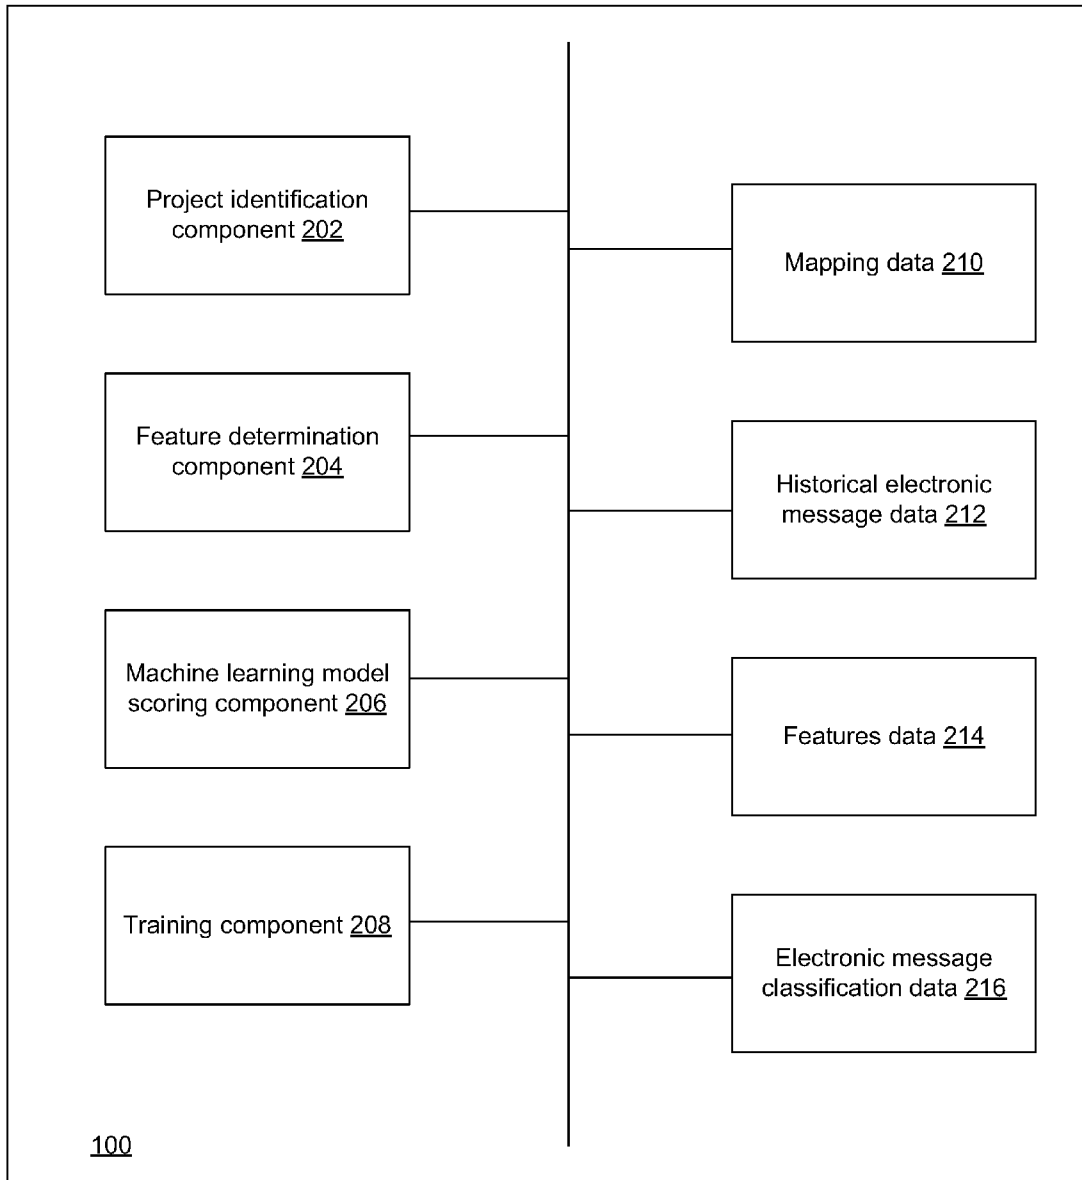 Project identification
component 202
Feature determination
component 204
Machine learning model
scoring component 206
Training component 208
Mapping data 210
Historical electronic
message data 212
Features data 214
Electronic message
classification data 216
100